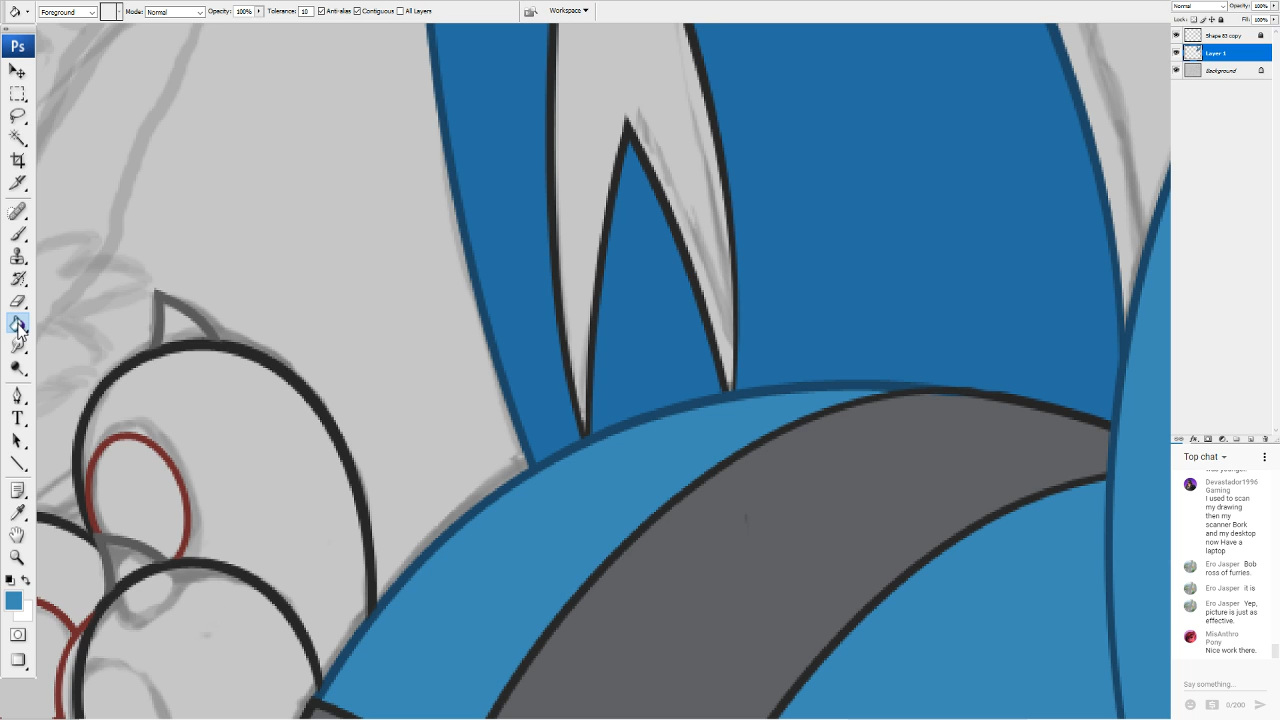 Foreground Mode: Normal Opacity: 100% Tolerance: 10 Anti-alias Contiguous All Layers Workspace
Normal Opacity: 100%
Lock: Fill: 100%
Ps
Shape 83 copy
Layer 1
Background
T
fx
Top chat
Devastador1996
Gaming
I used to scan
my drawing
then my
scanner Bork
and my desktop
now Have a
laptop
Ero Jasper Bob
ross of furries.
Ero Jasper it is
Ero Jasper Yep,
picture is just as
effective.
MisAnthro
Pony
Nice work there.
Say something...
0/200